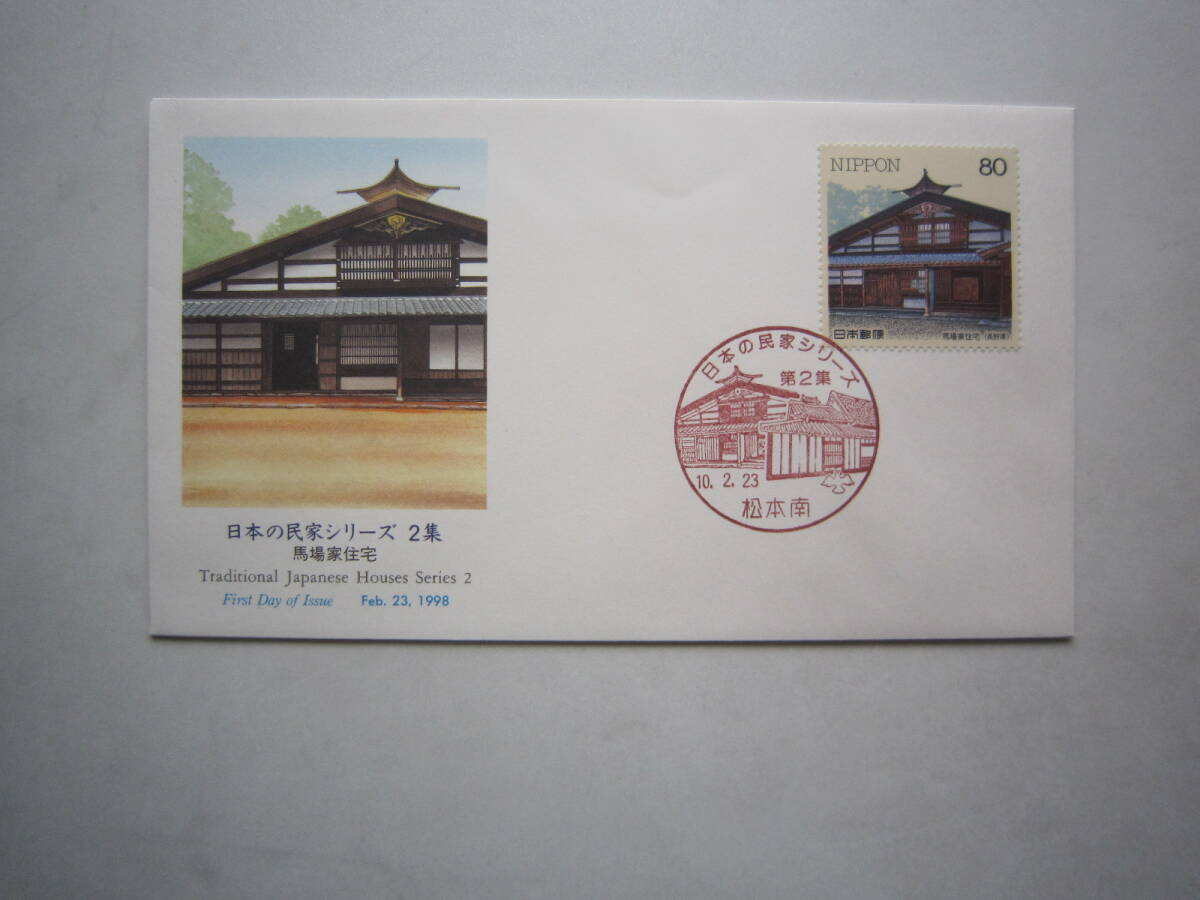 日本の民家シリーズ 2集
馬場家住宅
Traditional Japanese Houses Series 2
First Day of Issue Feb. 23, 1998
NIPPON 80
日本郵便 馬場家住宅(長野県)
日本の民家シリーズ
第2集
10. 2. 23
松本南